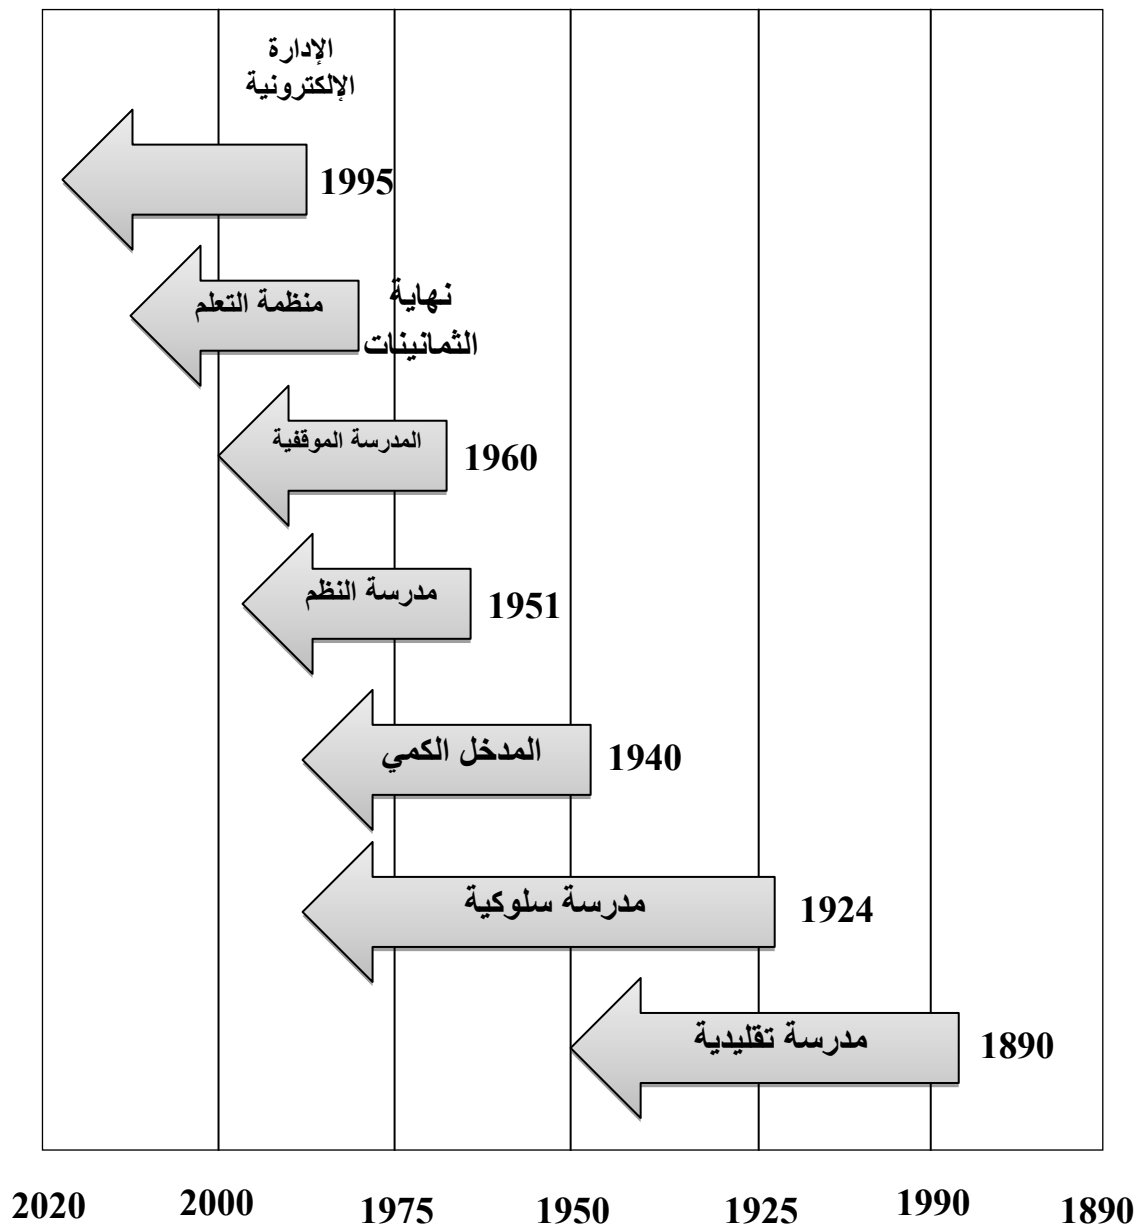 الإدارة
الإلكترونية
1995
نهاية
الثمانينات
منظمة التعلم
1960
المدرسة الموقفية
1951
مدرسة النظم
1940
المدخل الكمي
1924
مدرسة سلوكية
1890
مدرسة تقليدية
1890 1990 1925 1950 1975 2000 2020